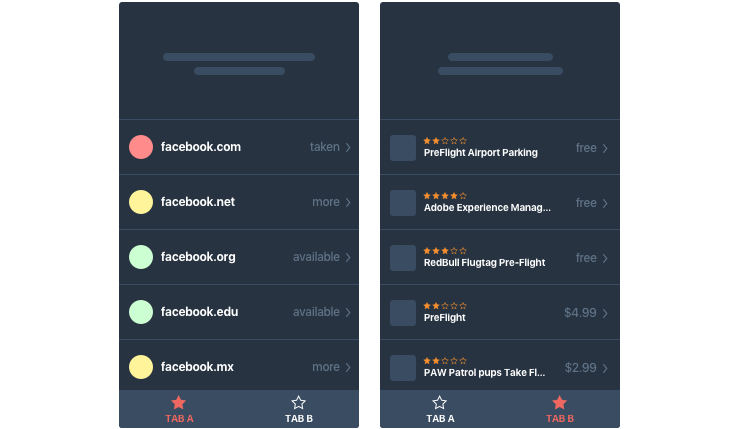 facebook.com taken
facebook.net more
facebook.org available
facebook.edu available
facebook.mx more
TAB A TAB B
PreFlight Airport Parking free
Adobe Experience Manag... free
RedBull Flugtag Pre-Flight free
PreFlight $4.99
PAW Patrol pups Take Fl... $2.99
TAB A TAB B